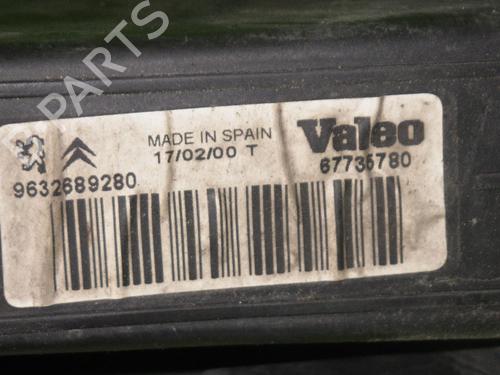 PARTS
MADE IN SPAIN
17/02/00 T
Valeo
67735780
9632689280